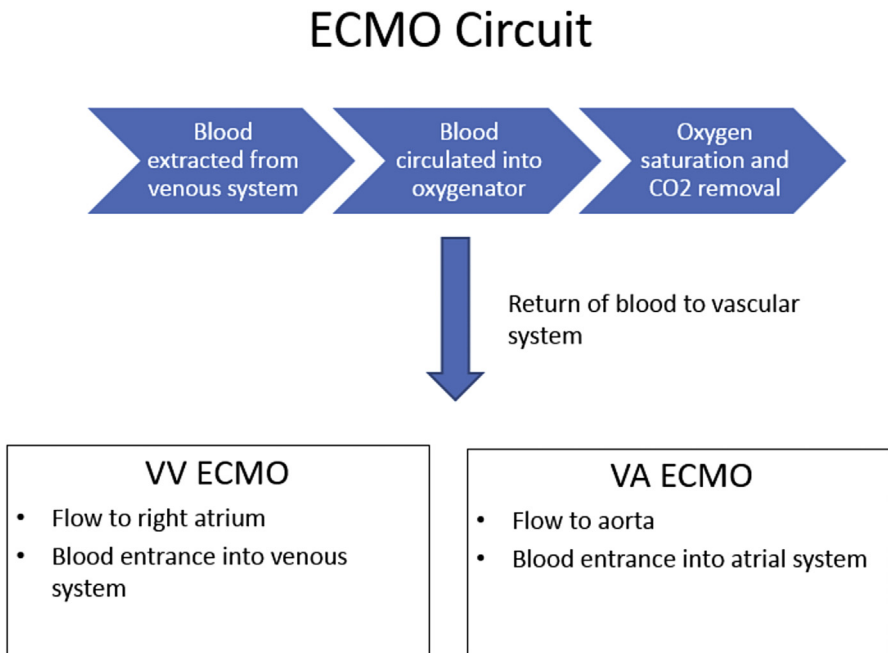 ECMO Circuit
Blood
extracted from
venous system
Blood
circulated into
oxygenator
Oxygen
saturation and
CO2 removal
Return of blood to vascular
system
VV ECMO
• Flow to right atrium
• Blood entrance into venous
system
VA ECMO
• Flow to aorta
• Blood entrance into atrial system